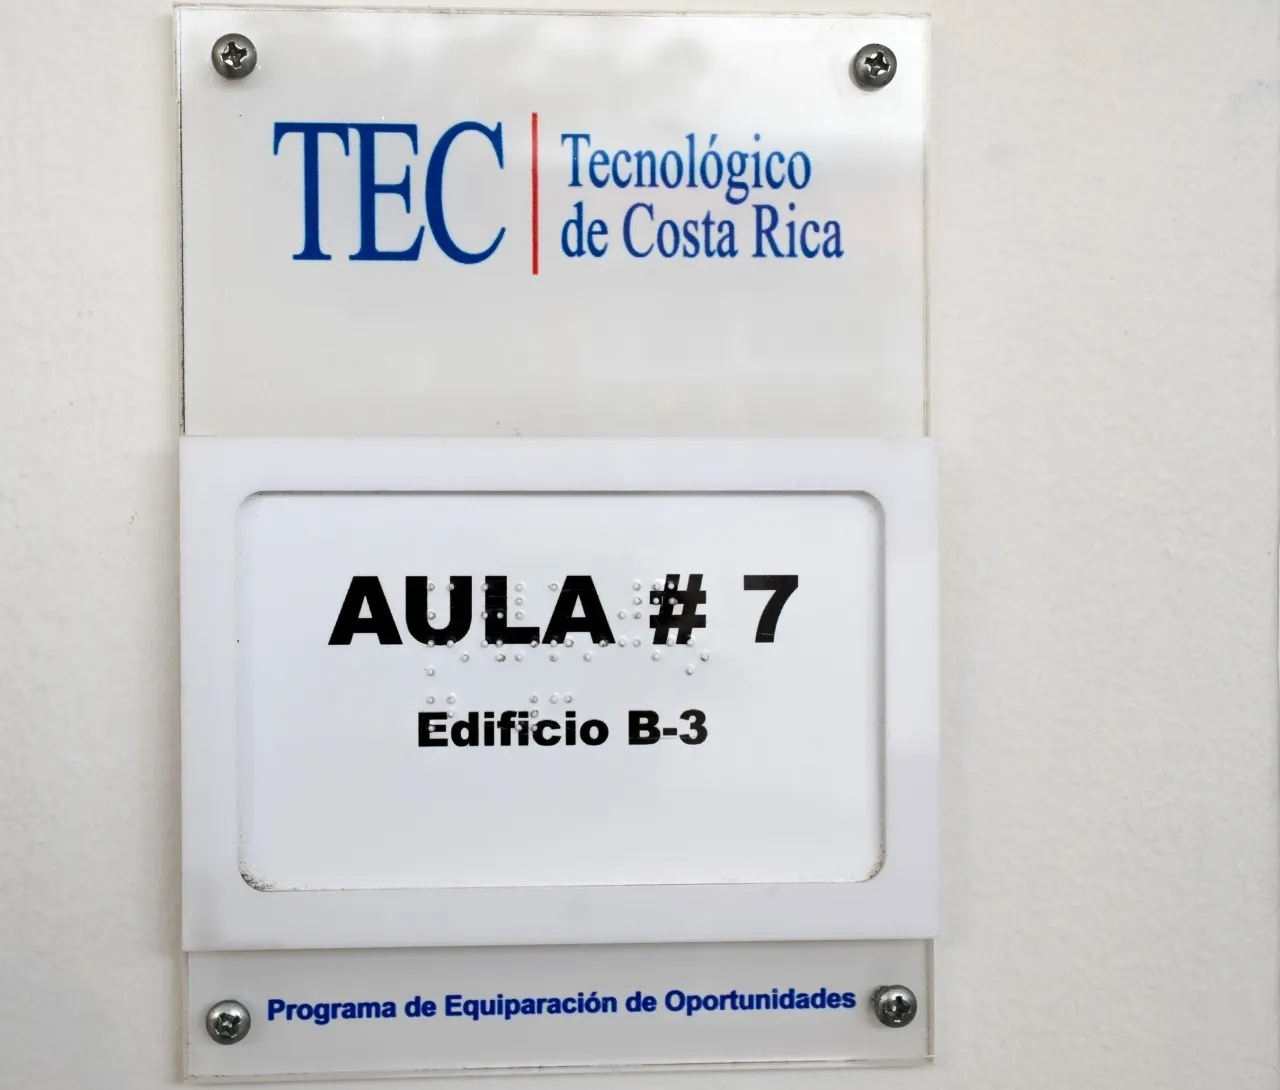 TEC
Tecnológico
de Costa Rica
AULA # 7
Edificio B-3
Programa de Equiparación de Oportunidades